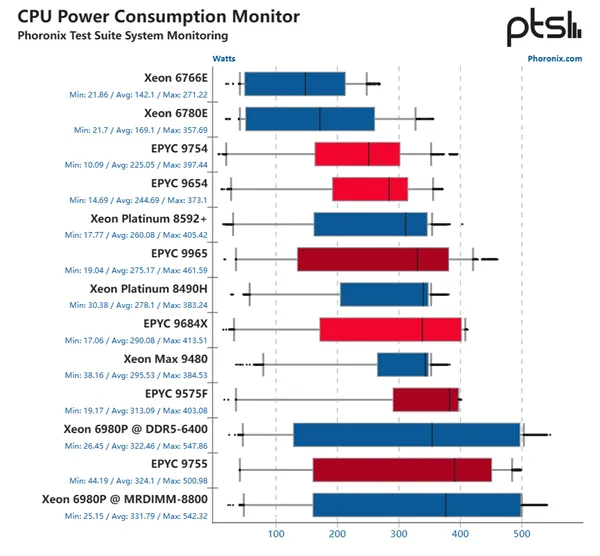 CPU Power Consumption Monitor
Phoronix Test Suite System Monitoring
ptsl
Watts
Phoronix.com
Xeon 6766E
Min: 21.86 / Avg: 142.1 / Max: 271.22
Xeon 6780E
Min: 21.7 / Avg: 169.1 / Max: 357.69
EPYC 9754
Min: 10.09 / Avg: 225.05 / Max: 397.44
EPYC 9654
Min: 14.69 / Avg: 244.69 / Max: 373.1
Xeon Platinum 8592+
Min: 17.77 / Avg: 260.08 / Max: 405.42
EPYC 9965
Min: 19.04 / Avg: 275.17 / Max: 461.59
Xeon Platinum 8490H
Min: 30.38 / Avg: 278.1 / Max: 383.24
EPYC 9684X
Min: 17.06 / Avg: 290.08 / Max: 413.51
Xeon Max 9480
Min: 38.16 / Avg: 295.53 / Max: 384.53
EPYC 9575F
Min: 19.17 / Avg: 313.09 / Max: 403.08
Xeon 6980P @ DDR5-6400
Min: 26.45 / Avg: 322.46 / Max: 547.86
EPYC 9755
Min: 44.19 / Avg: 324.1 / Max: 500.98
Xeon 6980P @ MRDIMM-8800
Min: 25.15 / Avg: 331.79 / Max: 542.32
100 200 300 400 500